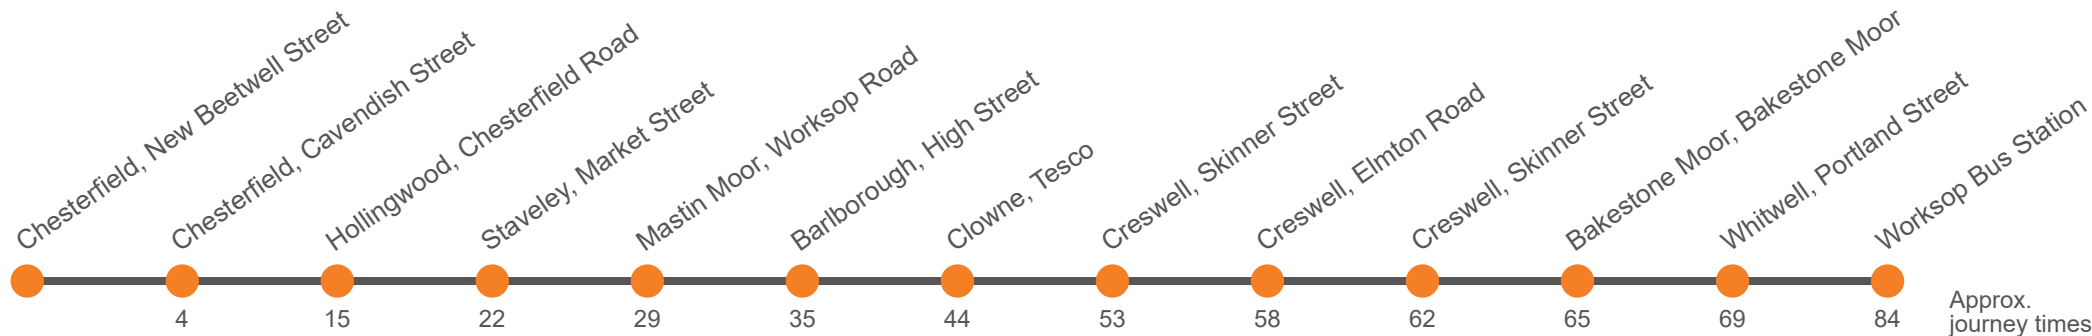 Chesterfield, New Beetwell Street
Chesterfield, Cavendish Street
Hollingwood, Chesterfield Road
Staveley, Market Street
Mastin Moor, Worksop Road
Barlborough, High Street
Clowne, Tesco
Creswell, Skinner Street
Creswell, Elmton Road
Creswell, Skinner Street
Bakestone Moor, Bakestone Moor
Whitwell, Portland Street
Worksop Bus Station
4 15 22 29 35 44 53 58 62 65 69 84
Approx.
journey times